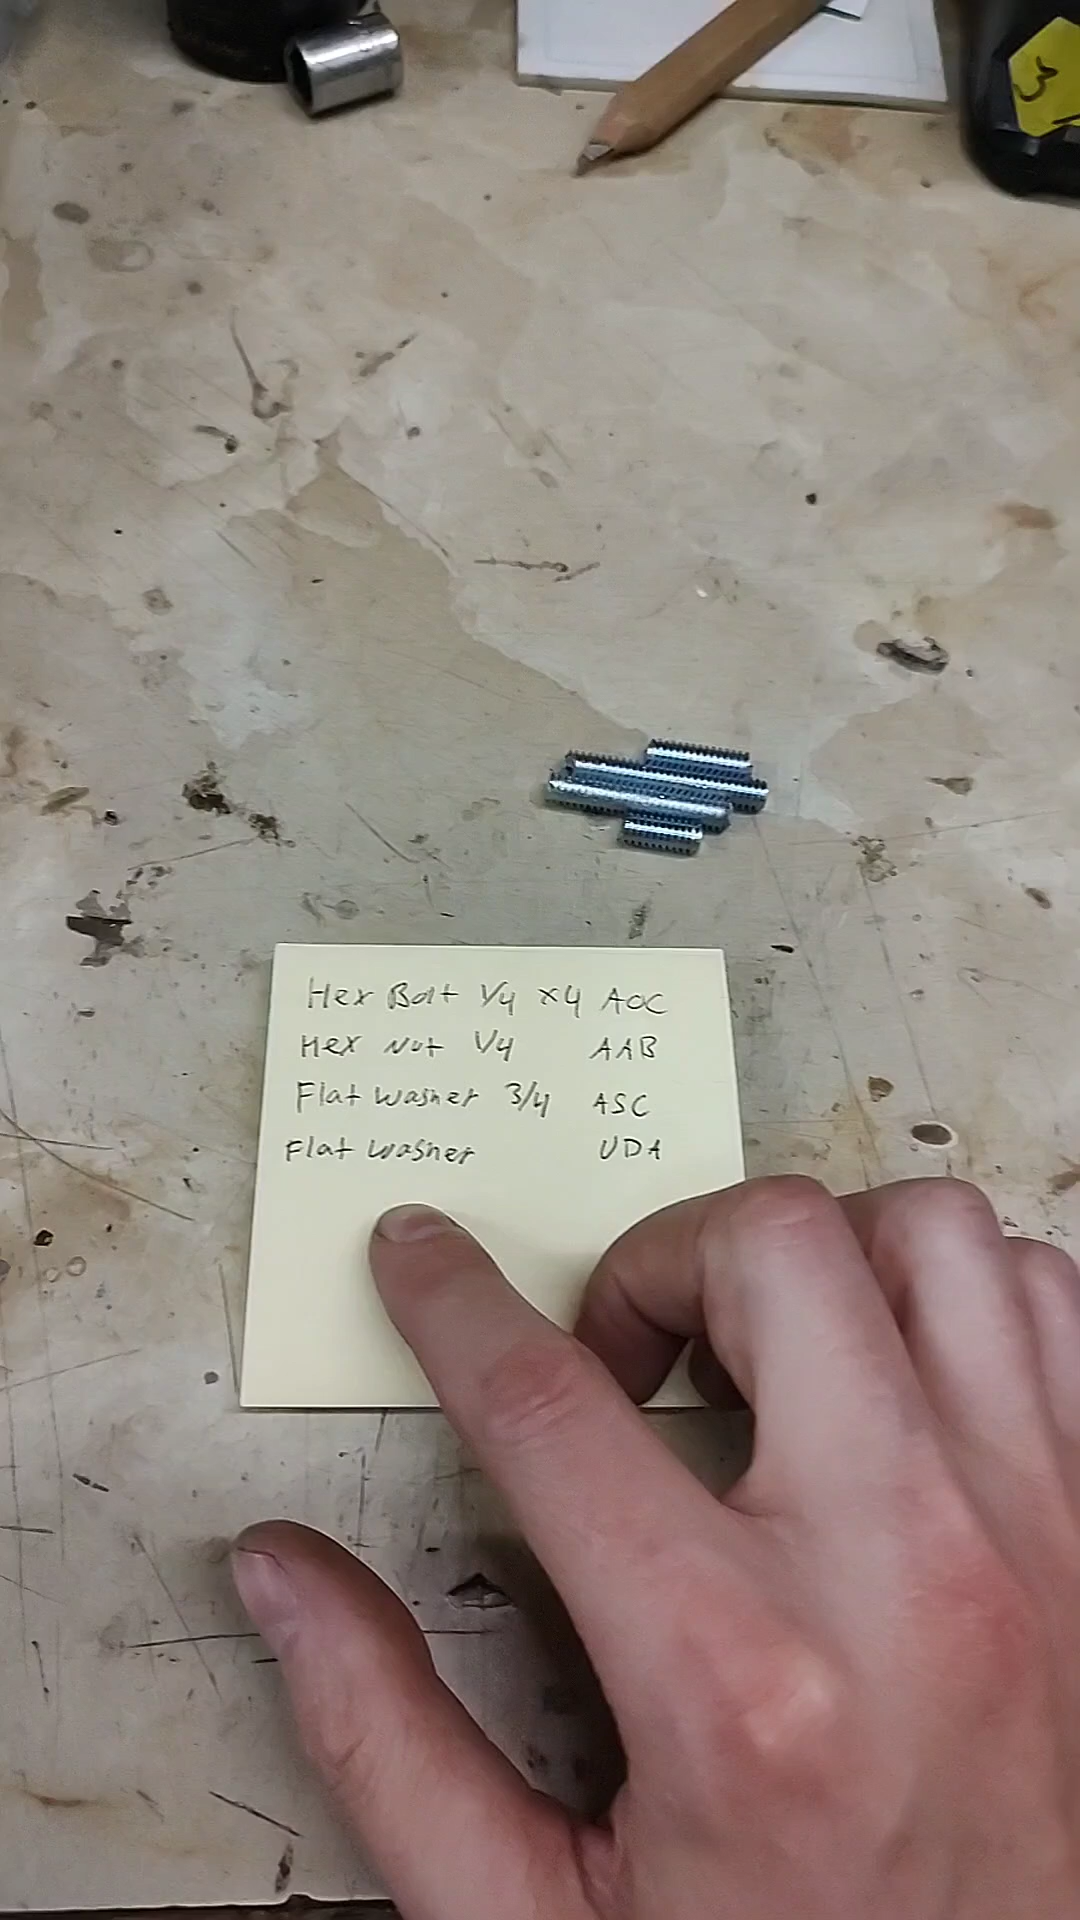 3
Hex Bolt 1/4 x4 AOC
Hex Nut 1/4 AAB
Flat Washer 3/4 ASC
Flat Washer UDA